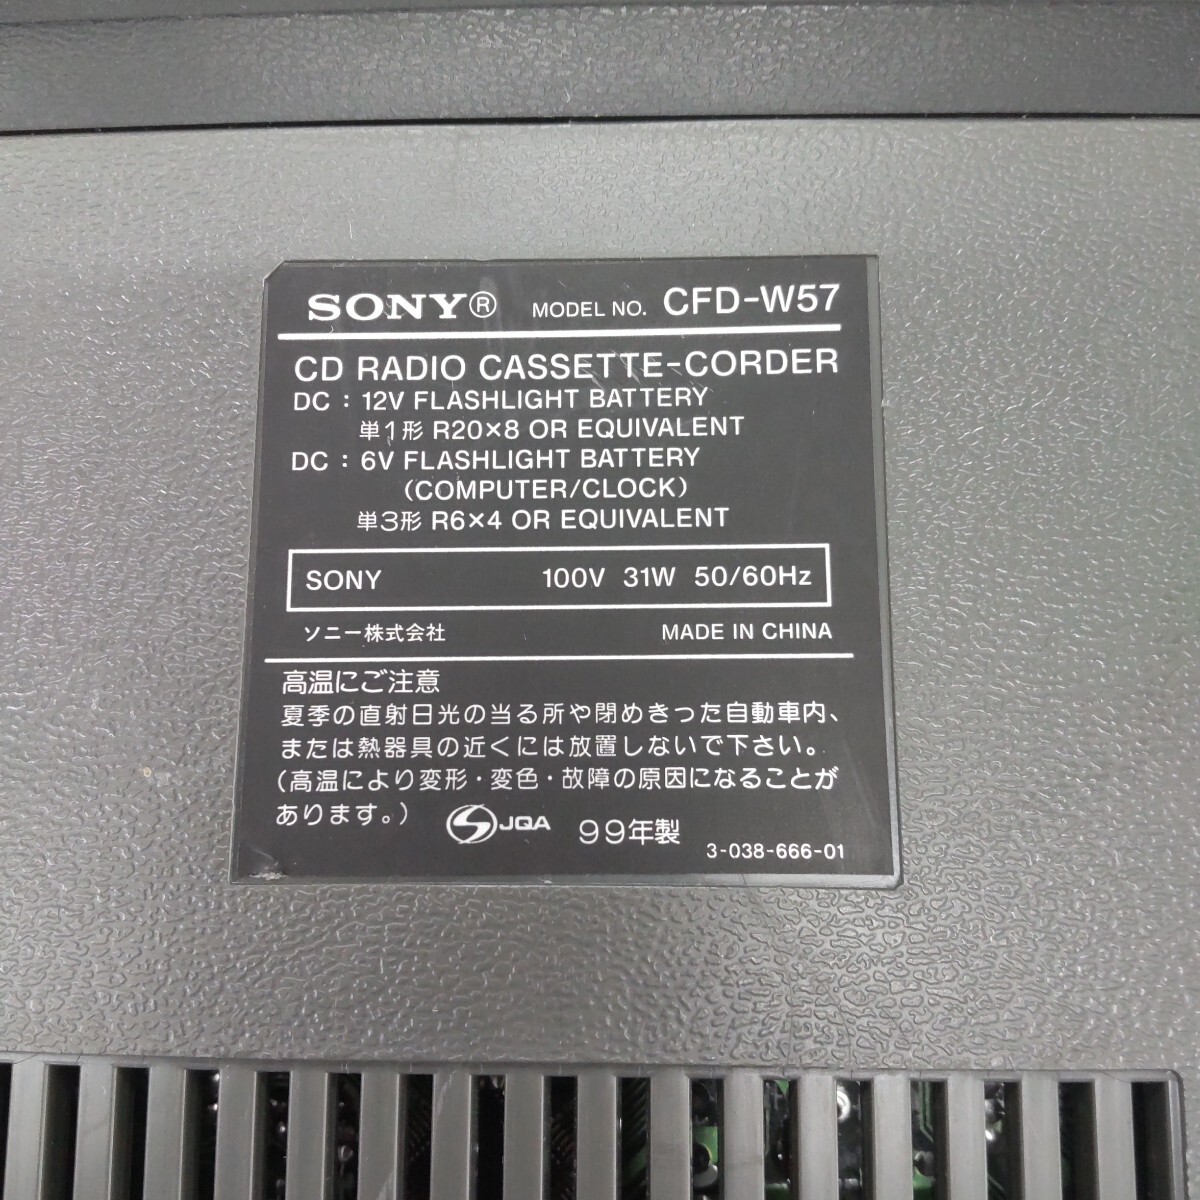 SONY® MODEL NO. CFD-W57
CD RADIO CASSETTE-CORDER
DC : 12V FLASHLIGHT BATTERY
単1形 R20×8 OR EQUIVALENT
DC : 6V FLASHLIGHT BATTERY
(COMPUTER/CLOCK)
単3形 R6×4 OR EQUIVALENT
SONY 100V 31W 50/60Hz
ソニー株式会社 MADE IN CHINA
高温にご注意
夏季の直射日光の当る所や閉めきった自動車内、
または熱器具の近くには放置しないで下さい。
(高温により変形・変色・故障の原因になることが
あります。) JQA 99年製 3-038-666-01